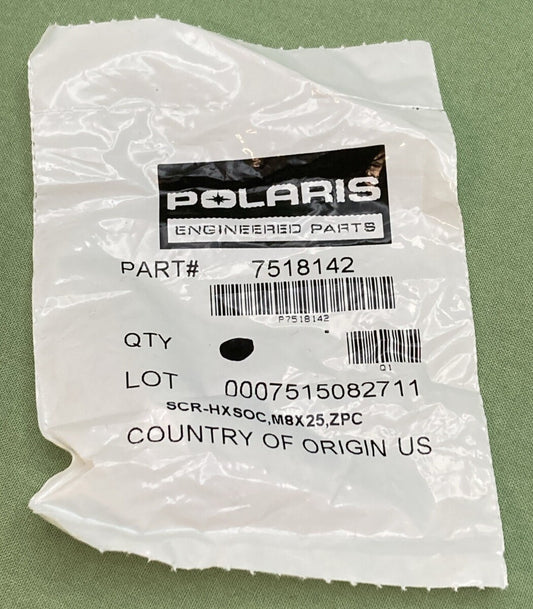 POLARIS
ENGINEERED PARTS
PART# 7518142
P7518142
QTY
Q1
LOT 0007515082711
SCR-HXSOC,M8X25,ZPC
COUNTRY OF ORIGIN US